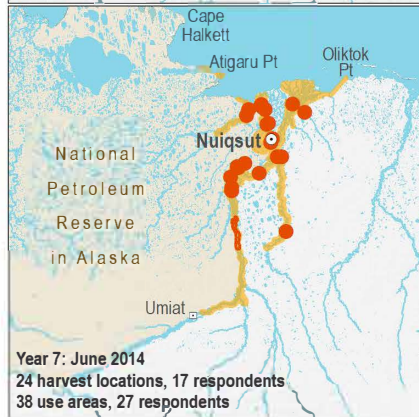 Cape
Halkett
Atigaru Pt
Oliktok
Pt
Nuiqsut
National
Petroleum
Reserve
in Alaska
Umiat
Year 7: June 2014
24 harvest locations, 17 respondents
38 use areas, 27 respondents